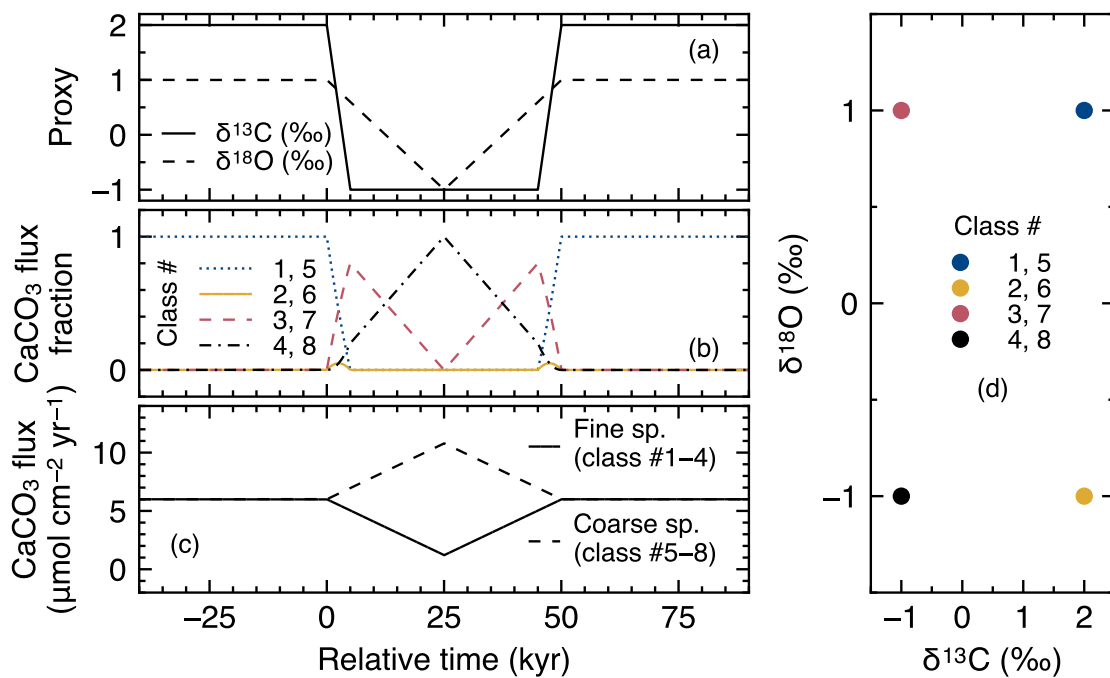 2
1
0
−1
Proxy
(a)
δ¹³C (‰)
δ¹⁸O (‰)
1
0
CaCO₃ flux
fraction
Class #
1, 5
2, 6
3, 7
4, 8
(b)
10
5
0
CaCO₃ flux
(μmol cm⁻² yr⁻¹)
Fine sp.
(class #1–4)
Coarse sp.
(class #5–8)
(c)
−25 0 25 50 75
Relative time (kyr)
1
0
−1
δ¹⁸O (‰)
Class #
1, 5
2, 6
3, 7
4, 8
(d)
−1 0 1 2
δ¹³C (‰)